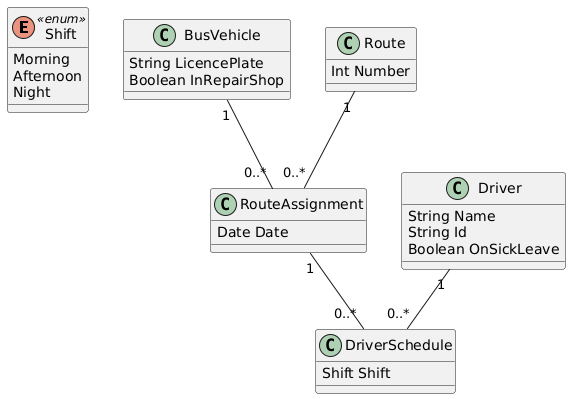 E
«enum»
Shift
Morning
Afternoon
Night
C BusVehicle
String LicencePlate
Boolean InRepairShop
C Route
Int Number
1
1
0..*
0..*
C RouteAssignment
Date Date
C Driver
String Name
String Id
Boolean OnSickLeave
1
1
0..*
0..*
C DriverSchedule
Shift Shift